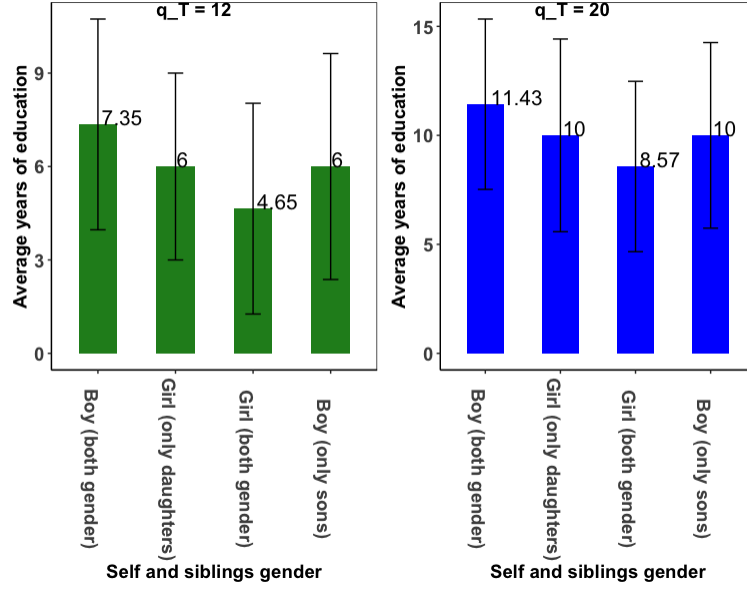 q_T = 12
Average years of education
9
6
3
0
7.35
6
4.65
6
Boy (both gender)
Girl (only daughters)
Girl (both gender)
Boy (only sons)
Self and siblings gender
q_T = 20
Average years of education
15
10
5
0
11.43
10
8.57
10
Boy (both gender)
Girl (only daughters)
Girl (both gender)
Boy (only sons)
Self and siblings gender